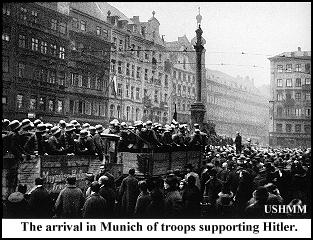 USHMM
The arrival in Munich of troops supporting Hitler.